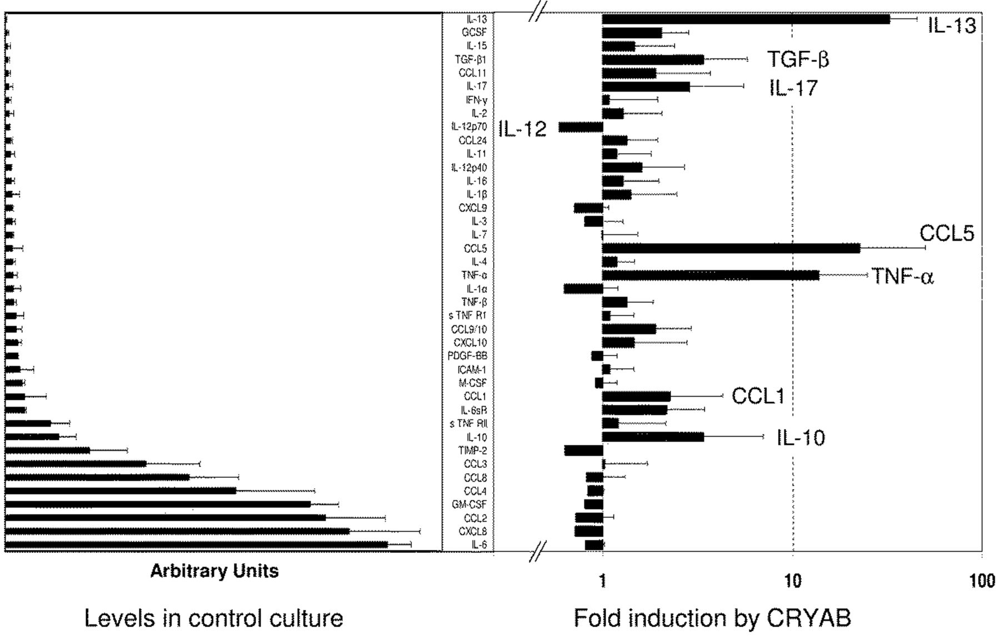 IL-13
IL-13
GCSF
IL-15
TGF-β1
TGF-β
CCL11
IL-17
IL-17
IFN-γ
IL-2
IL-12p70
IL-12
CCL24
IL-11
IL-12p40
IL-16
IL-1β
CXCL9
IL-3
IL-7
CCL5
CCL5
IL-4
TNF-α
TNF-α
IL-1α
TNF-β
s TNF R1
CCL9/10
CXCL10
PDGF-BB
ICAM-1
M-CSF
CCL1
CCL1
IL-6sR
s TNF RII
IL-10
IL-10
TIMP-2
CCL3
CCL8
CCL4
GM-CSF
CCL2
CXCL8
IL-6
Arbitrary Units
1 10 100
Levels in control culture
Fold induction by CRYAB